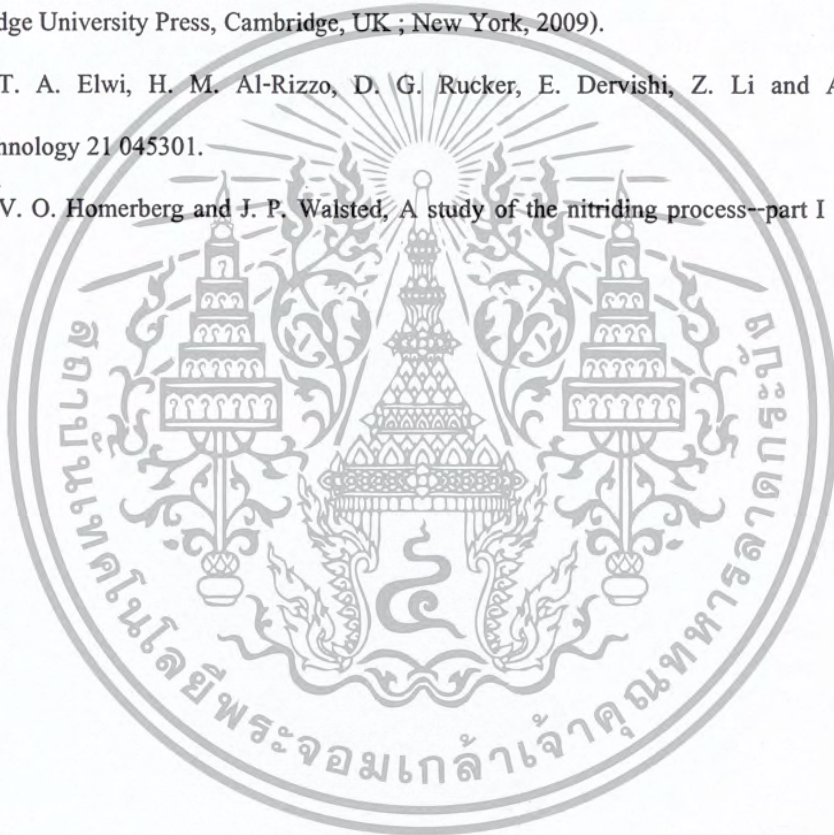 dge University Press, Cambridge, UK ; New York, 2009).
T. A. Elwi, H. M. Al-Rizzo, D. G. Rucker, E. Dervishi, Z. Li and A
nnology 21 045301.
V. O. Homerberg and J. P. Walsted, A study of the nitriding process--part I
สถาบันเทคโนโลยีพระจอมเกล้าเจ้าคุณทหารลาดกระบัง
๔